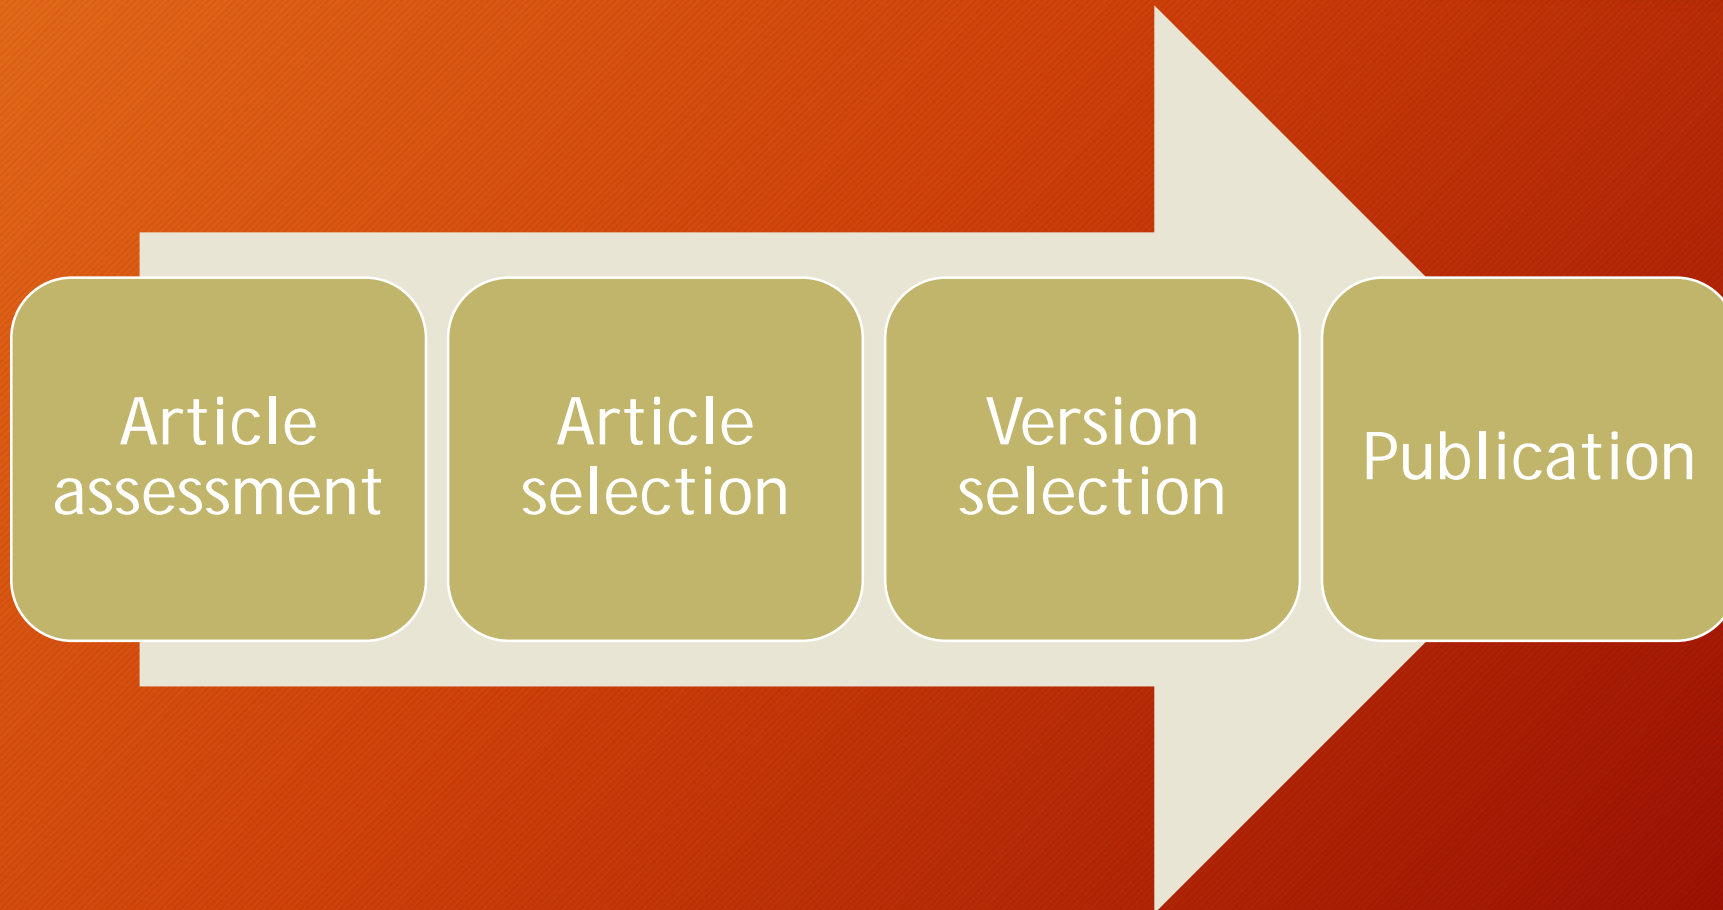 Article
assessment
Article
selection
Version
selection
Publication